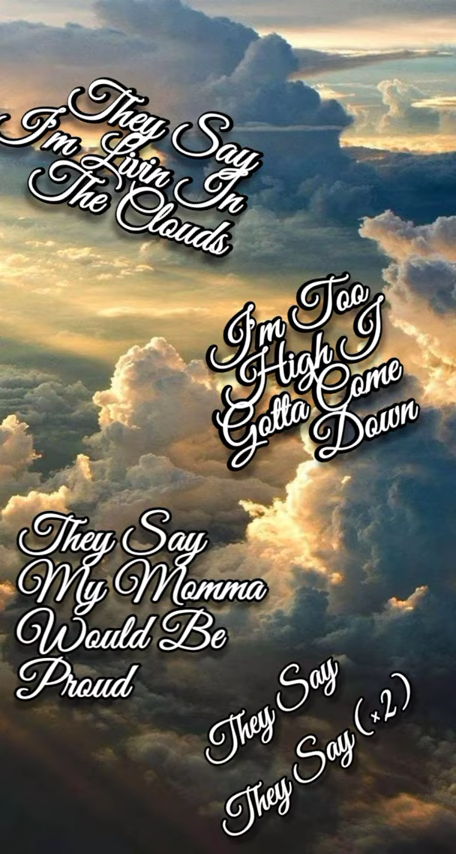 They Say
I'm Livin In
The Clouds
I'm Too
High I
Gotta Come
Down
They Say
My Momma
Would Be
Proud
They Say
They Say (x2)